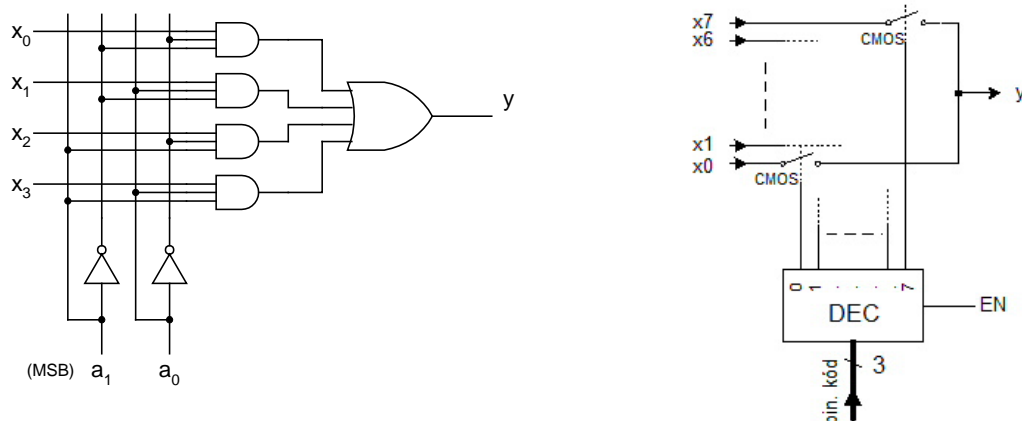 x0
x1
x2
x3
y
(MSB) a1 a0
x7
x6
CMOS
y
x1
x0
CMOS
0 1 . . . . 7
DEC
EN
3
bin. kód